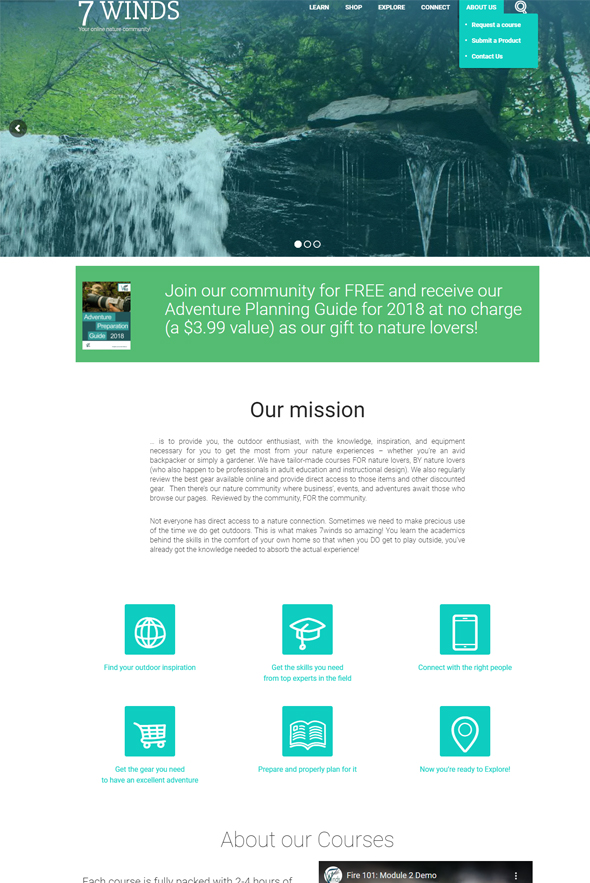 7 WINDS
Your online nature community!
LEARN SHOP EXPLORE CONNECT ABOUT US
Request a course
Submit a Product
Contact Us
Adventure
Preparation
Guide 2018
Join our community for FREE and receive our
Adventure Planning Guide for 2018 at no charge
(a $3.99 value) as our gift to nature lovers!
Our mission
… is to provide you, the outdoor enthusiast, with the knowledge, inspiration, and equipment
necessary for you to get the most from your nature experiences – whether you're an avid
backpacker or simply a gardener. We have tailor-made courses FOR nature lovers, BY nature lovers
(who also happen to be professionals in adult education and instructional design). We also regularly
review the best gear available online and provide direct access to those items and other discounted
gear. Then there's our nature community where business', events, and adventures await those who
browse our pages. Reviewed by the community, FOR the community.
Not everyone has direct access to a nature connection. Sometimes we need to make precious use
of the time we do get outdoors. This is what makes 7winds so amazing! You learn the academics
behind the skills in the comfort of your own home so that when you DO get to play outside, you've
already got the knowledge needed to absorb the actual experience!
Find your outdoor inspiration
Get the skills you need
from top experts in the field
Connect with the right people
Get the gear you need
to have an excellent adventure
Prepare and properly plan for it
Now you're ready to Explore!
About our Courses
Each course is fully packed with 2-4 hours of
Fire 101: Module 2 Demo